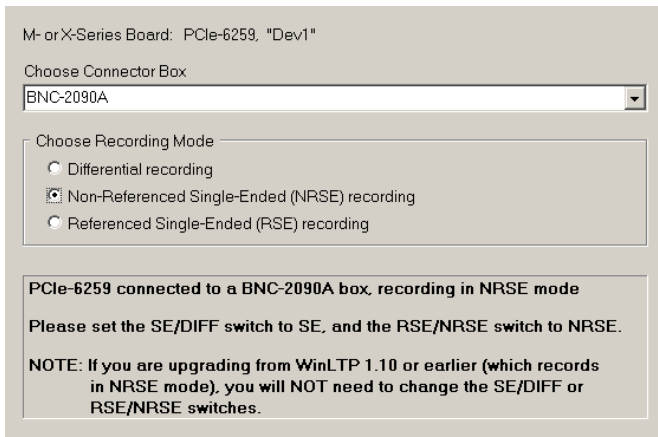 M- or X-Series Board: PCIe-6259, "Dev1"
Choose Connector Box
BNC-2090A
Choose Recording Mode
Differential recording
Non-Referenced Single-Ended (NRSE) recording
Referenced Single-Ended (RSE) recording
PCIe-6259 connected to a BNC-2090A box, recording in NRSE mode
Please set the SE/DIFF switch to SE, and the RSE/NRSE switch to NRSE.
NOTE: If you are upgrading from WinLTP 1.10 or earlier (which records
in NRSE mode), you will NOT need to change the SE/DIFF or
RSE/NRSE switches.